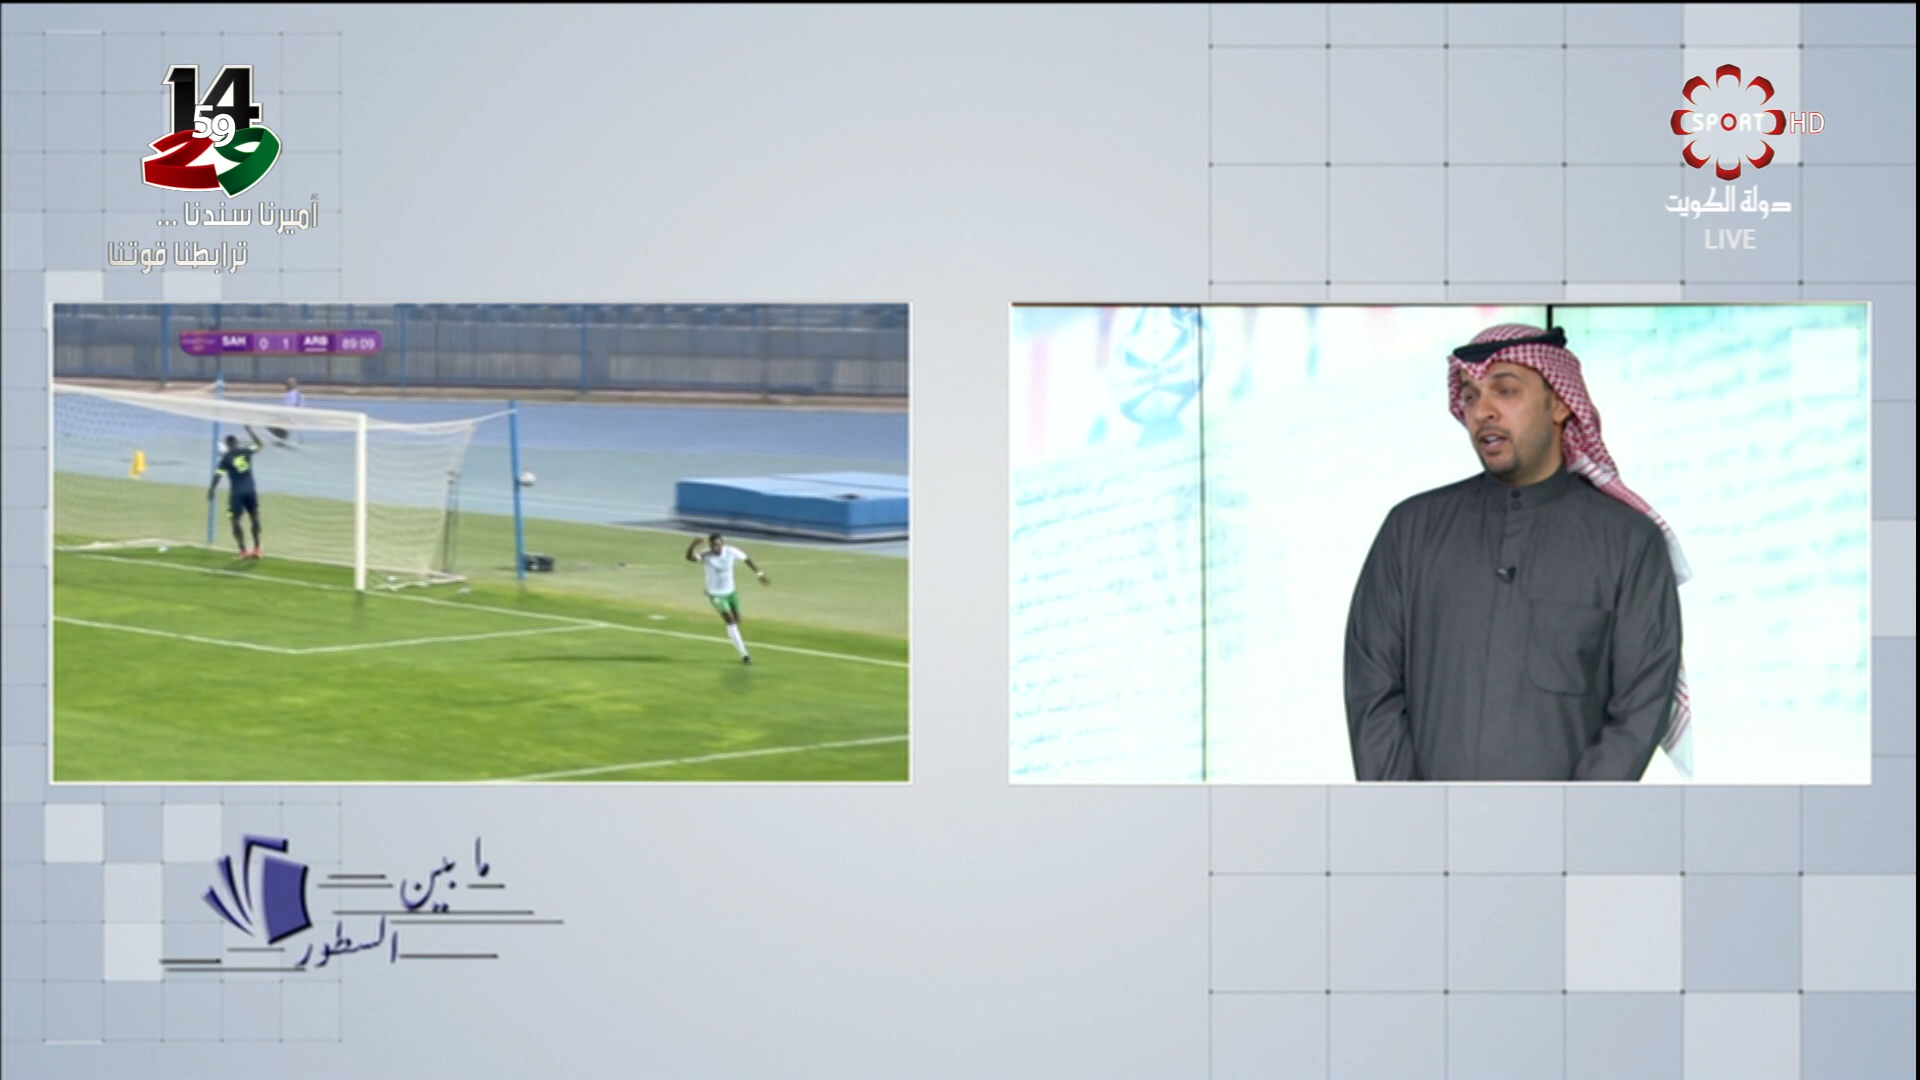 14
59
أميرنا سندنا ...
ترابطنا قوتنا
SPORT HD
دولة الكويت
LIVE
SAH 0 1 ARB 89:09
ما بين
السطور